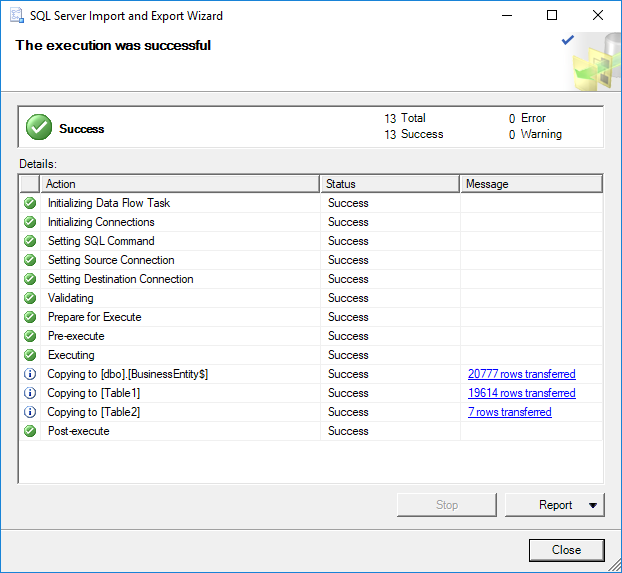 SQL Server Import and Export Wizard
The execution was successful
Success
13 Total 0 Error
13 Success 0 Warning
Details:
Action Status Message
Initializing Data Flow Task Success
Initializing Connections Success
Setting SQL Command Success
Setting Source Connection Success
Setting Destination Connection Success
Validating Success
Prepare for Execute Success
Pre-execute Success
Executing Success
Copying to [dbo].[BusinessEntity$] Success 20777 rows transferred
Copying to [Table1] Success 19614 rows transferred
Copying to [Table2] Success 7 rows transferred
Post-execute Success
Stop Report
Close